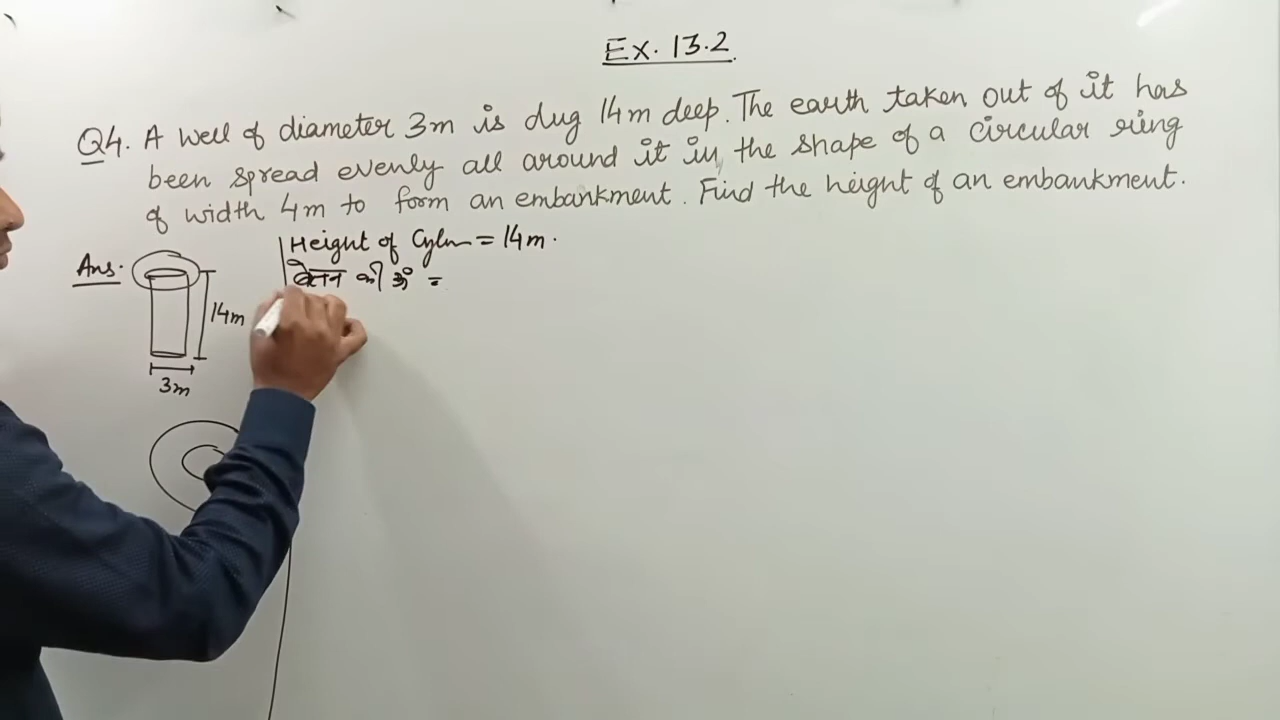 Ex. 13.2
Q4. A well of diameter 3m is dug 14m deep. The earth taken out of it has
been spread evenly all around it in the shape of a circular ring
of width 4m to form an embankment. Find the height of an embankment.
Ans.
Height of Cyln = 14m.
बेलन की ऊँ =
14m
3m